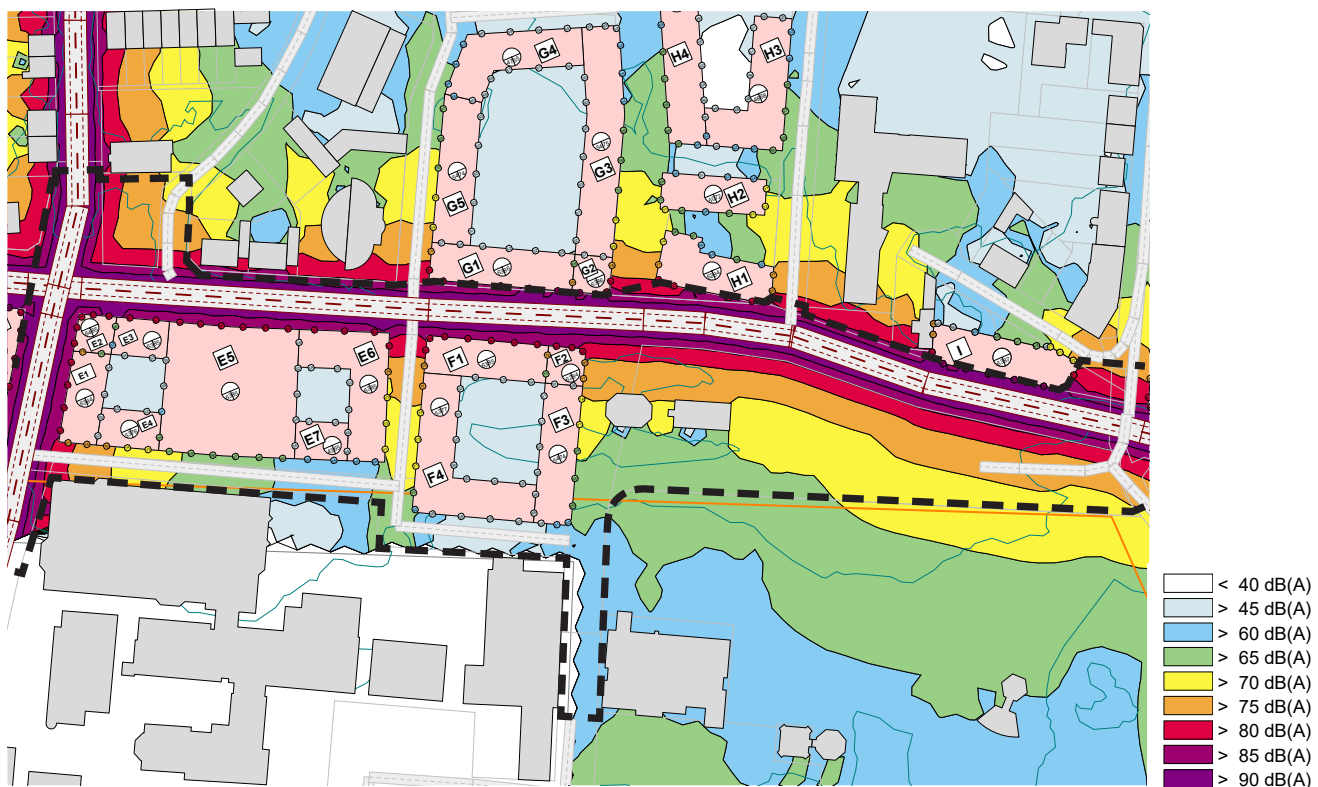 G4
H4
H3
G3
G5
H2
G1
G2
H1
E2
E3
E5
E6
F1
F2
I
E1
F3
E4
E7
F4
< 40 dB(A)
> 45 dB(A)
> 60 dB(A)
> 65 dB(A)
> 70 dB(A)
> 75 dB(A)
> 80 dB(A)
> 85 dB(A)
> 90 dB(A)